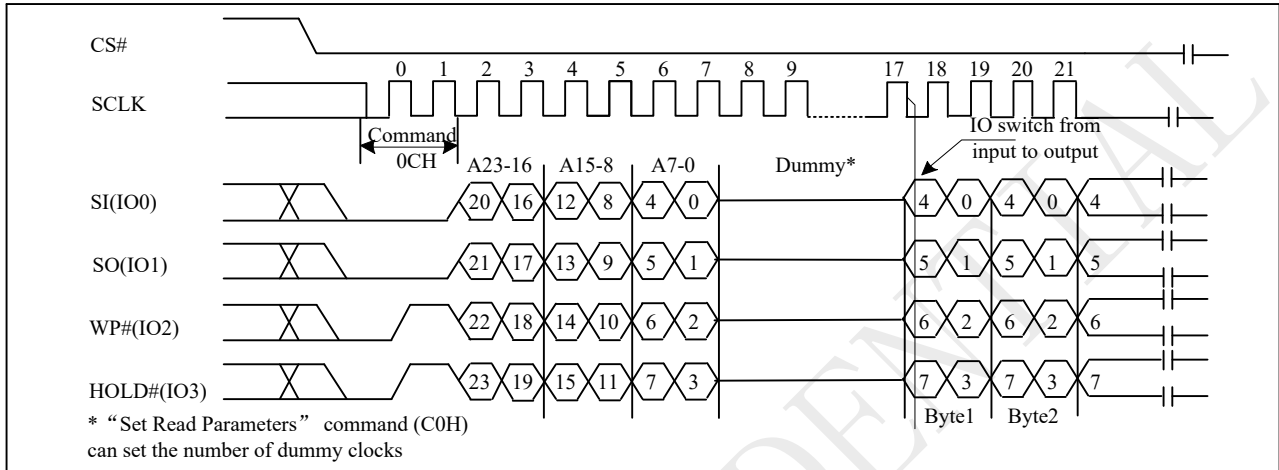 CS#
0 1 2 3 4 5 6 7 8 9 17 18 19 20 21
SCLK
Command
0CH
IO switch from
input to output
A23-16 A15-8 A7-0 Dummy*
SI(IO0) 20 16 12 8 4 0 4 0 4 0 4
SO(IO1) 21 17 13 9 5 1 5 1 5 1 5
WP#(IO2) 22 18 14 10 6 2 6 2 6 2 6
HOLD#(IO3) 23 19 15 11 7 3 7 3 7 3 7
Byte1 Byte2
* “Set Read Parameters” command (C0H)
can set the number of dummy clocks
DENTIAL